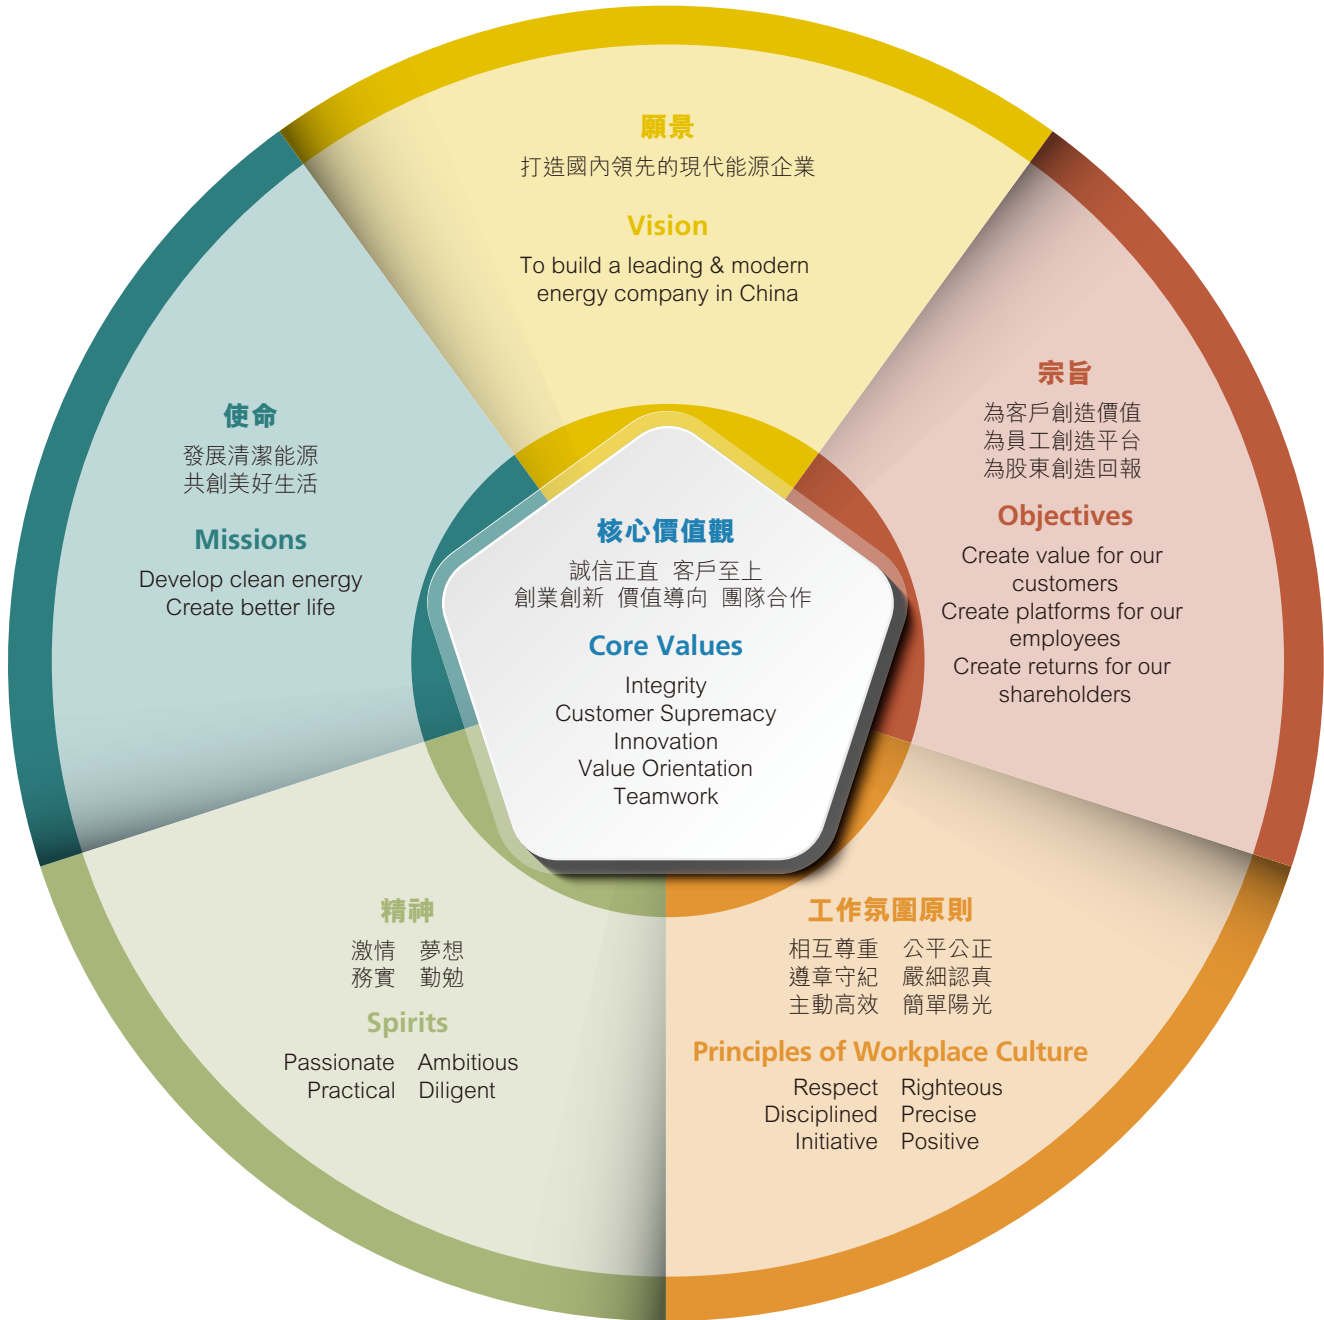 願景
打造國內領先的現代能源企業
Vision
To build a leading & modern
energy company in China
宗旨
為客戶創造價值
為員工創造平台
為股東創造回報
Objectives
Create value for our
customers
Create platforms for our
employees
Create returns for our
shareholders
使命
發展清潔能源
共創美好生活
Missions
Develop clean energy
Create better life
核心價值觀
誠信正直 客戶至上
創業創新 價值導向 團隊合作
Core Values
Integrity
Customer Supremacy
Innovation
Value Orientation
Teamwork
精神
激情 夢想
務實 勤勉
Spirits
Passionate Ambitious
Practical Diligent
工作氛圍原則
相互尊重 公平公正
遵章守紀 嚴細認真
主動高效 簡單陽光
Principles of Workplace Culture
Respect Righteous
Disciplined Precise
Initiative Positive